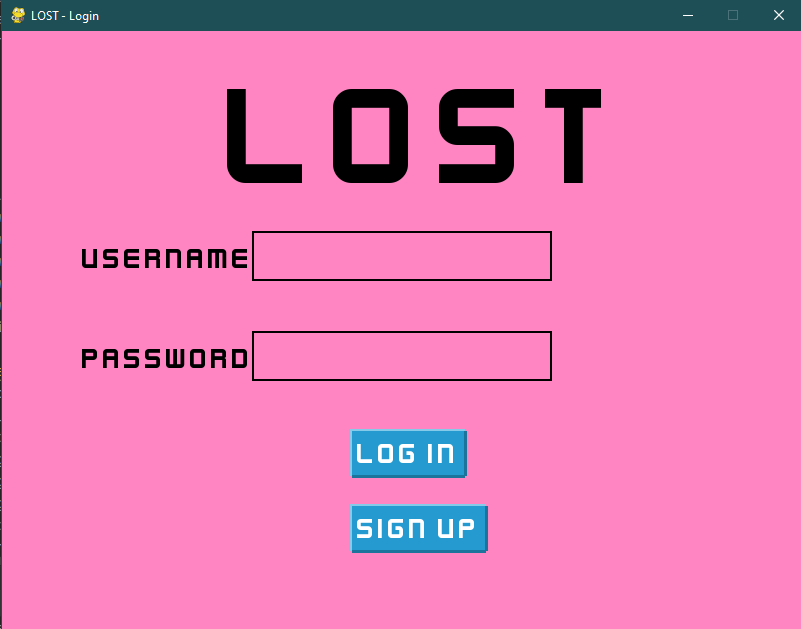 LOST - Login
LOST
USERNAME
PASSWORD
LOG IN
SIGN UP